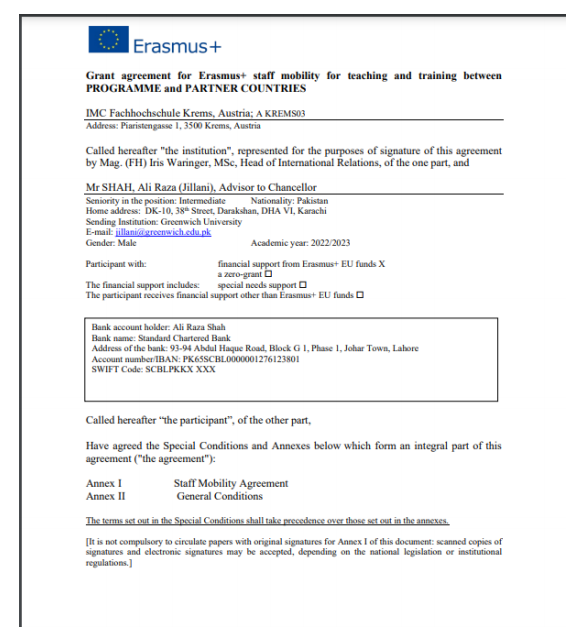 Erasmus+
Grant agreement for Erasmus+ staff mobility for teaching and training between
PROGRAMME and PARTNER COUNTRIES
IMC Fachhochschule Krems, Austria; A KREMS03
Address: Piaristengasse 1, 3500 Krems, Austria
Called hereafter "the institution", represented for the purposes of signature of this agreement
by Mag. (FH) Iris Waringer, MSc, Head of International Relations, of the one part, and
Mr SHAH, Ali Raza (Jillani), Advisor to Chancellor
Seniority in the position: Intermediate Nationality: Pakistan
Home address: DK-10, 38th Street, Darakshan, DHA VI, Karachi
Sending Institution: Greenwich University
E-mail: jillani@greenwich.edu.pk
Gender: Male Academic year: 2022/2023
Participant with: financial support from Erasmus+ EU funds X
a zero-grant ☐
The financial support includes: special needs support ☐
The participant receives financial support other than Erasmus+ EU funds ☐
Bank account holder: Ali Raza Shah
Bank name: Standard Chartered Bank
Address of the bank: 93-94 Abdul Haque Road, Block G 1, Phase 1, Johar Town, Lahore
Account number/IBAN: PK65SCBL0000001276123801
SWIFT Code: SCBLPKKX XXX
Called hereafter “the participant”, of the other part,
Have agreed the Special Conditions and Annexes below which form an integral part of this
agreement ("the agreement"):
Annex I Staff Mobility Agreement
Annex II General Conditions
The terms set out in the Special Conditions shall take precedence over those set out in the annexes.
[It is not compulsory to circulate papers with original signatures for Annex I of this document: scanned copies of
signatures and electronic signatures may be accepted, depending on the national legislation or institutional
regulations.]